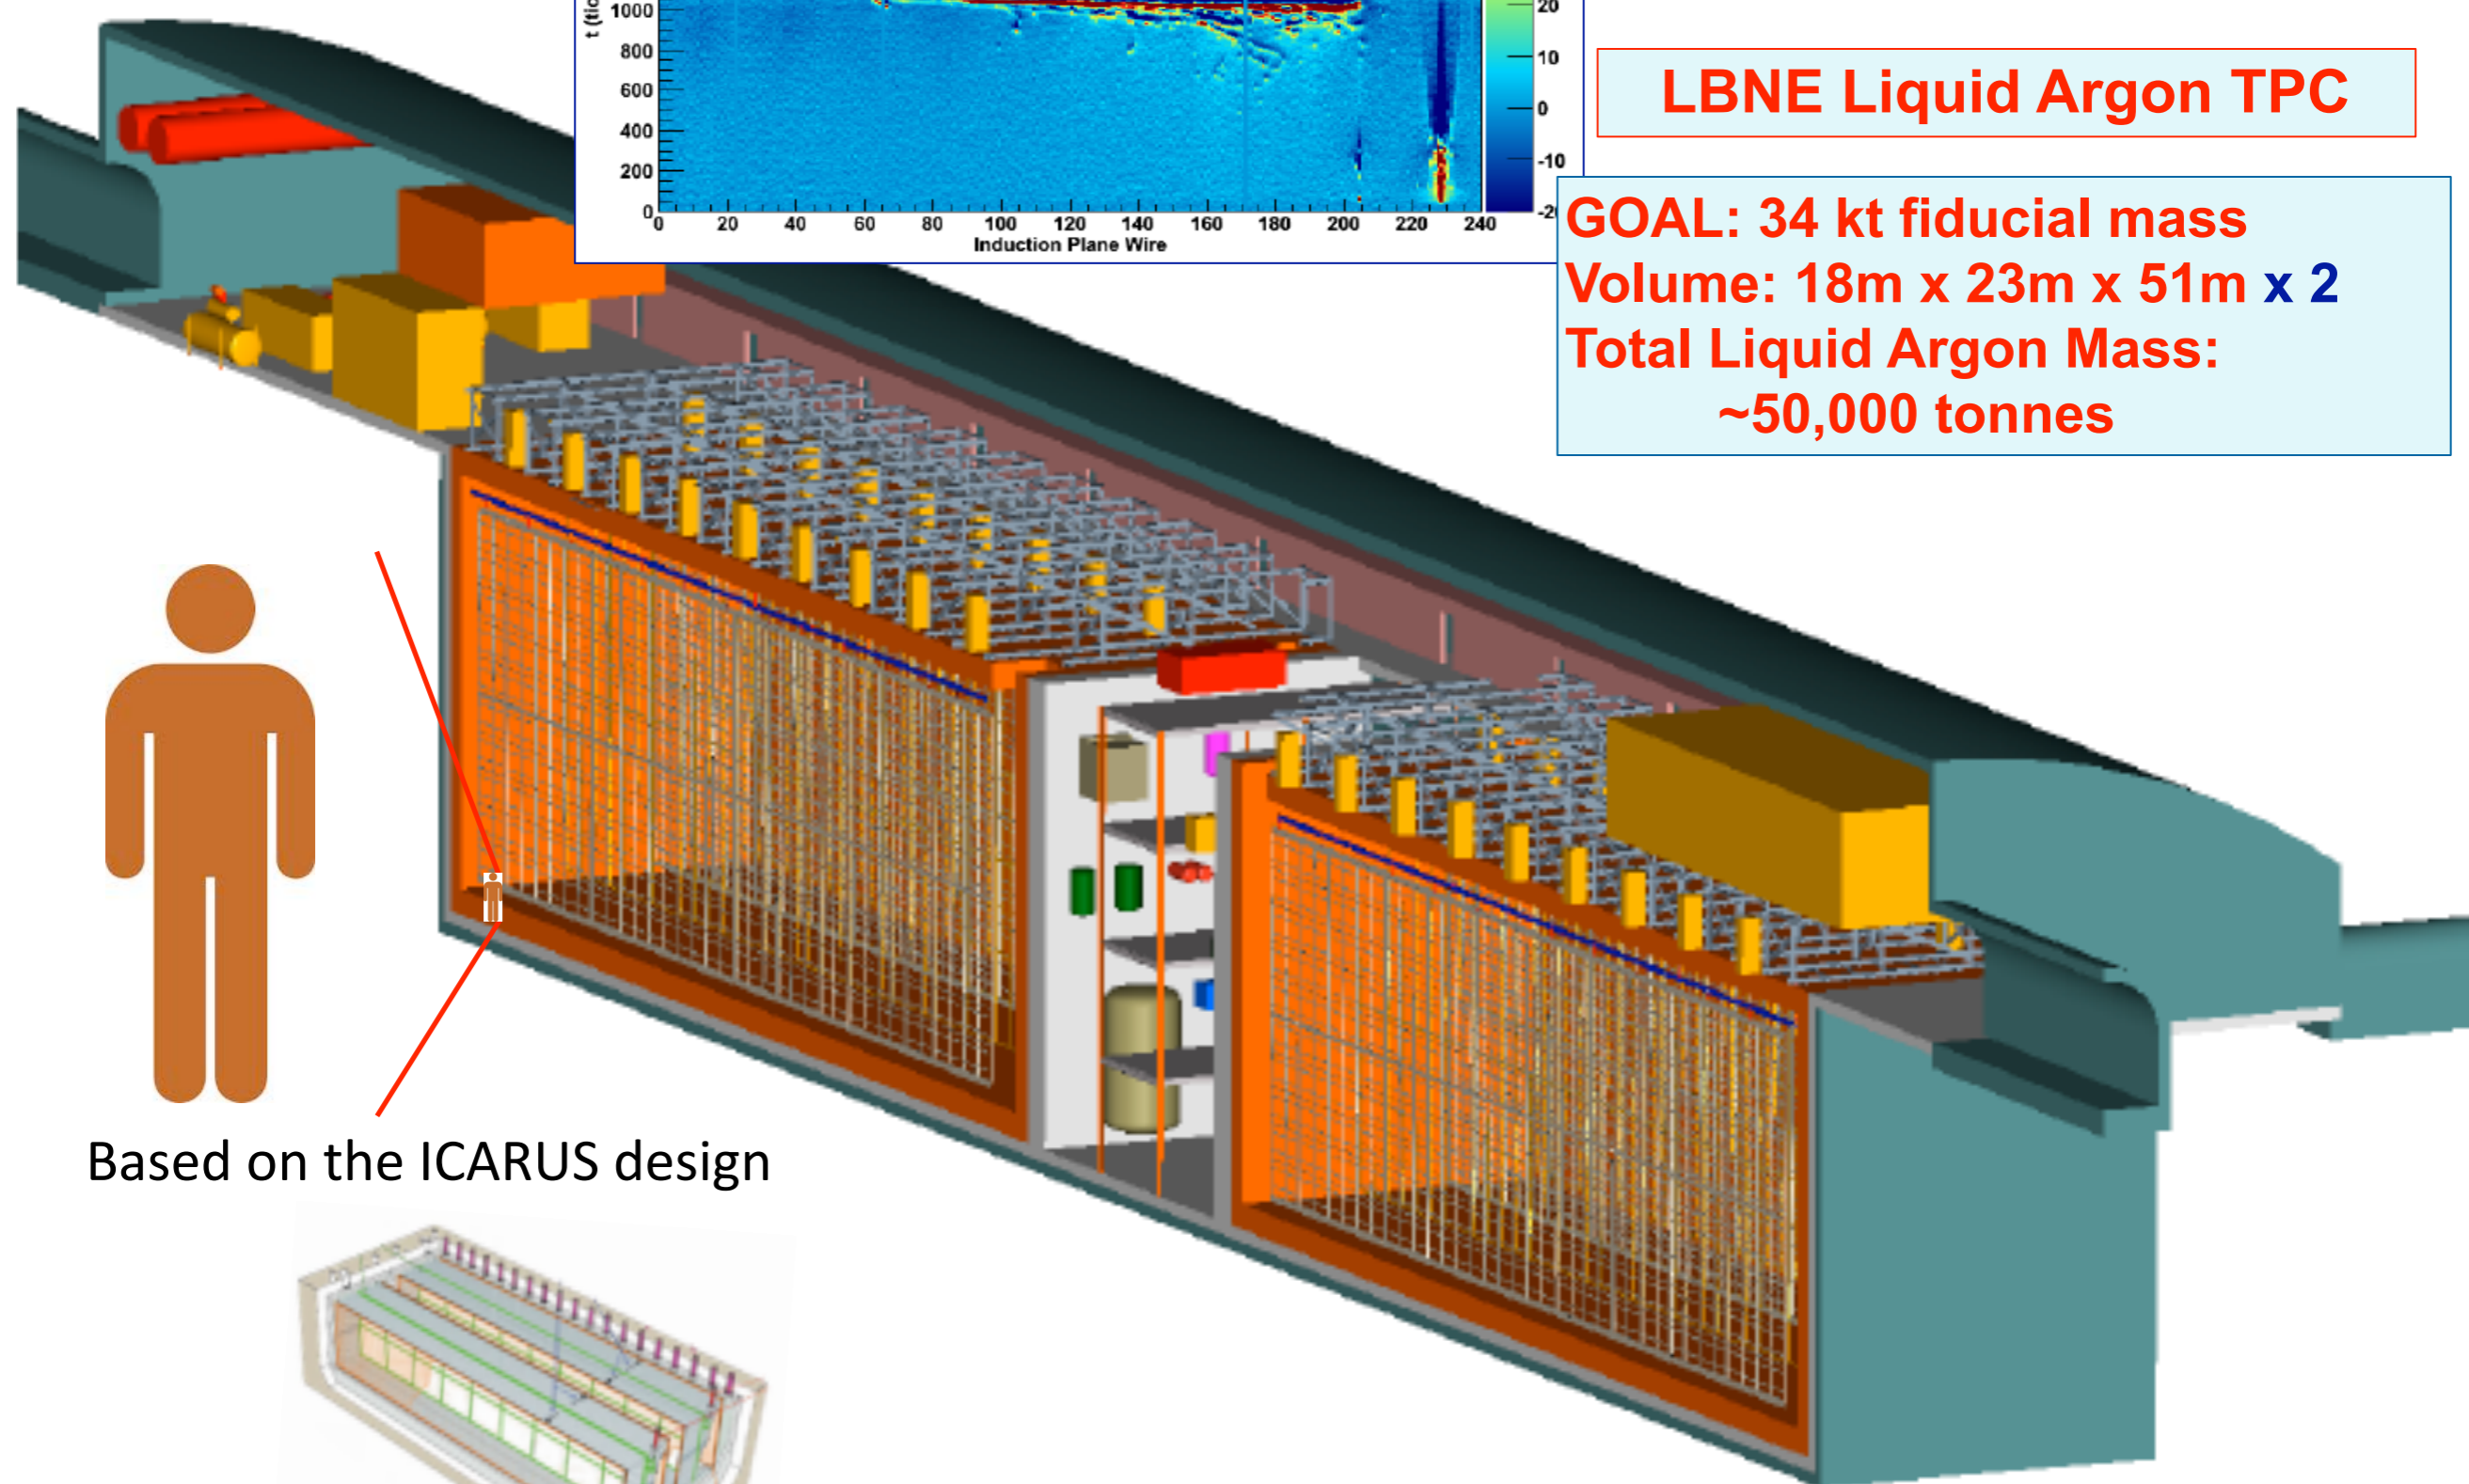 1000
800
600
400
200
0
0 20 40 60 80 100 120 140 160 180 200 220 240
Induction Plane Wire
20
10
0
-10
LBNE Liquid Argon TPC
GOAL: 34 kt fiducial mass
Volume: 18m x 23m x 51m x 2
Total Liquid Argon Mass:
~50,000 tonnes
Based on the ICARUS design